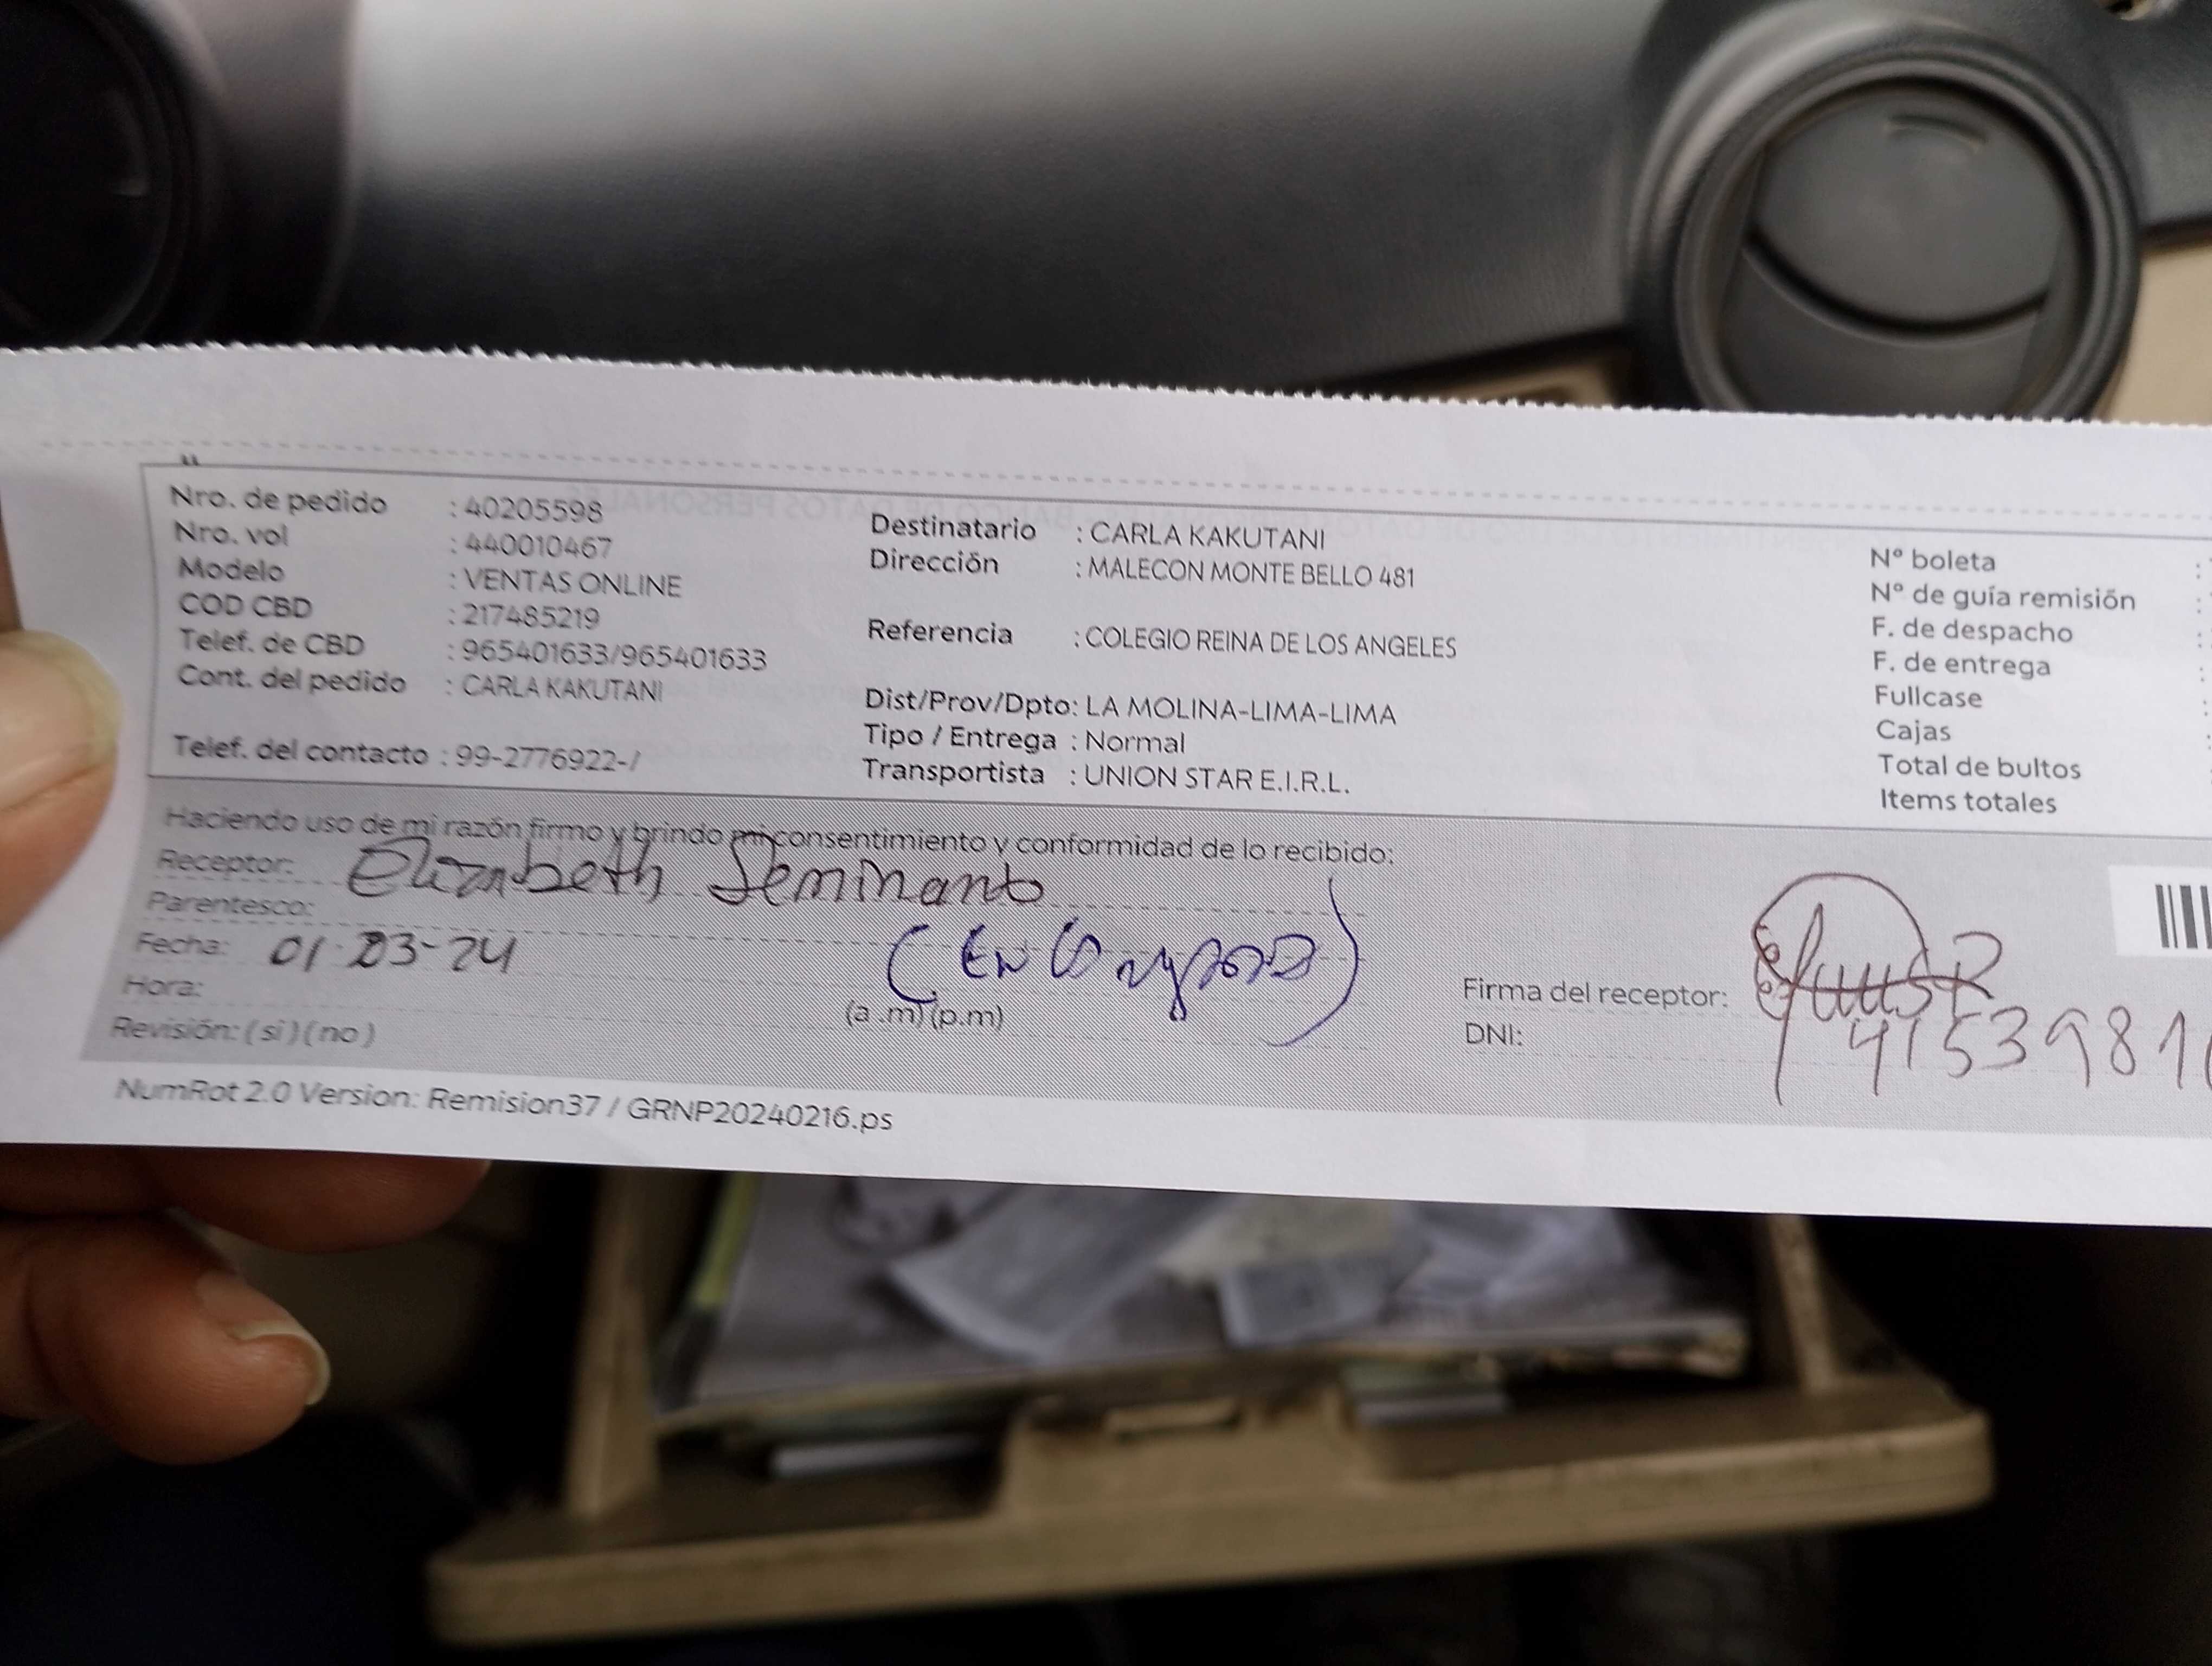 Nro. de pedido : 40205598
Nro. vol : 440010467
Modelo : VENTAS ONLINE
COD CBD : 217485219
Telef. de CBD : 965401633/965401633
Cont. del pedido : CARLA KAKUTANI
Telef. del contacto : 99-2776922-/
Destinatario : CARLA KAKUTANI
Dirección : MALECON MONTE BELLO 481
Referencia : COLEGIO REINA DE LOS ANGELES
Dist/Prov/Dpto: LA MOLINA-LIMA-LIMA
Tipo / Entrega : Normal
Transportista : UNION STAR E.I.R.L.
Nº boleta :
Nº de guía remisión :
F. de despacho :
F. de entrega :
Fullcase :
Cajas :
Total de bultos
Items totales
Haciendo uso de mi razón firmo y brindo mi consentimiento y conformidad de lo recibido:
Receptor: Elizabeth Seminario
Parentesco:
Fecha: 01-03-24
Hora: (a .m) (p.m)
Revisión: ( si ) ( no )
Firma del receptor:
DNI: 4153981
NumRot 2.0 Version: Remision37 / GRNP20240216.ps